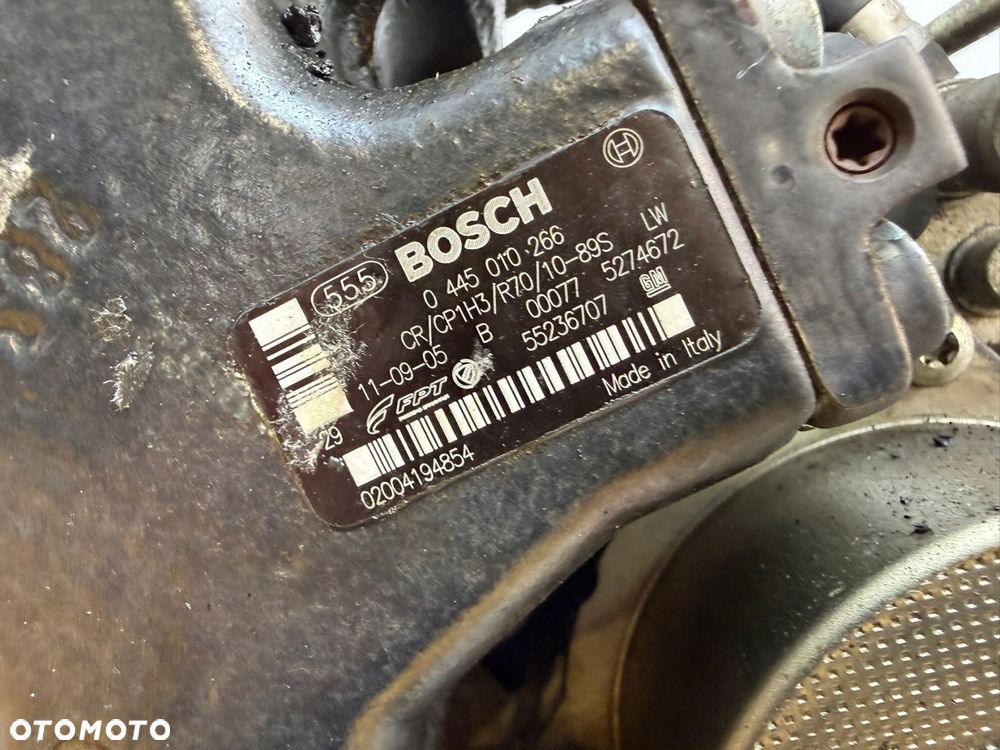 555 BOSCH
0 445 010 266
CR/CP1H3/R70/10-89S LW
11-09-05 B 00077 5274672
FPT 55236707 GM
29
02004194854 Made in Italy
OTOMOTO